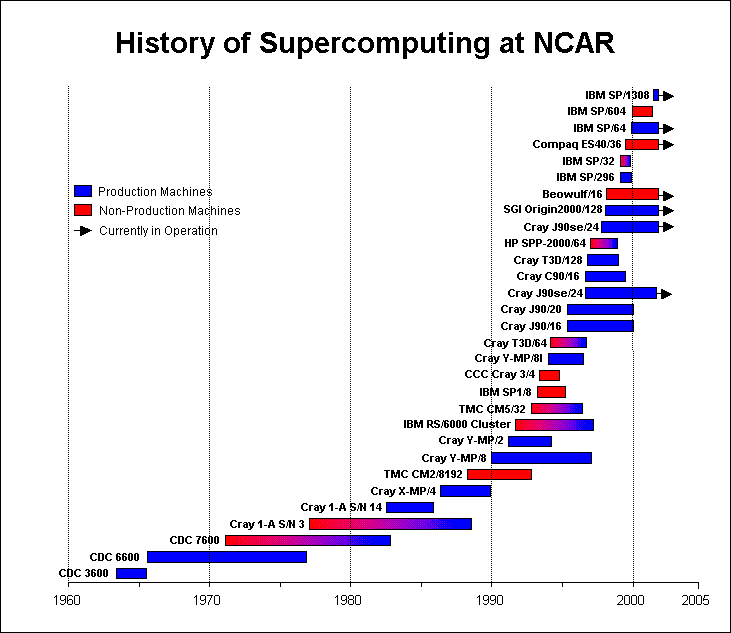 History of Supercomputing at NCAR
IBM SP/1308
IBM SP/604
IBM SP/64
Compaq ES40/36
IBM SP/32
IBM SP/296
Production Machines
Beowulf/16
Non-Production Machines
SGI Origin2000/128
Currently in Operation
Cray J90se/24
HP SPP-2000/64
Cray T3D/128
Cray C90/16
Cray J90se/24
Cray J90/20
Cray J90/16
Cray T3D/64
Cray Y-MP/8I
CCC Cray 3/4
IBM SP1/8
TMC CM5/32
IBM RS/6000 Cluster
Cray Y-MP/2
Cray Y-MP/8
TMC CM2/8192
Cray X-MP/4
Cray 1-A S/N 14
Cray 1-A S/N 3
CDC 7600
CDC 6600
CDC 3600
1960 1970 1980 1990 2000 2005